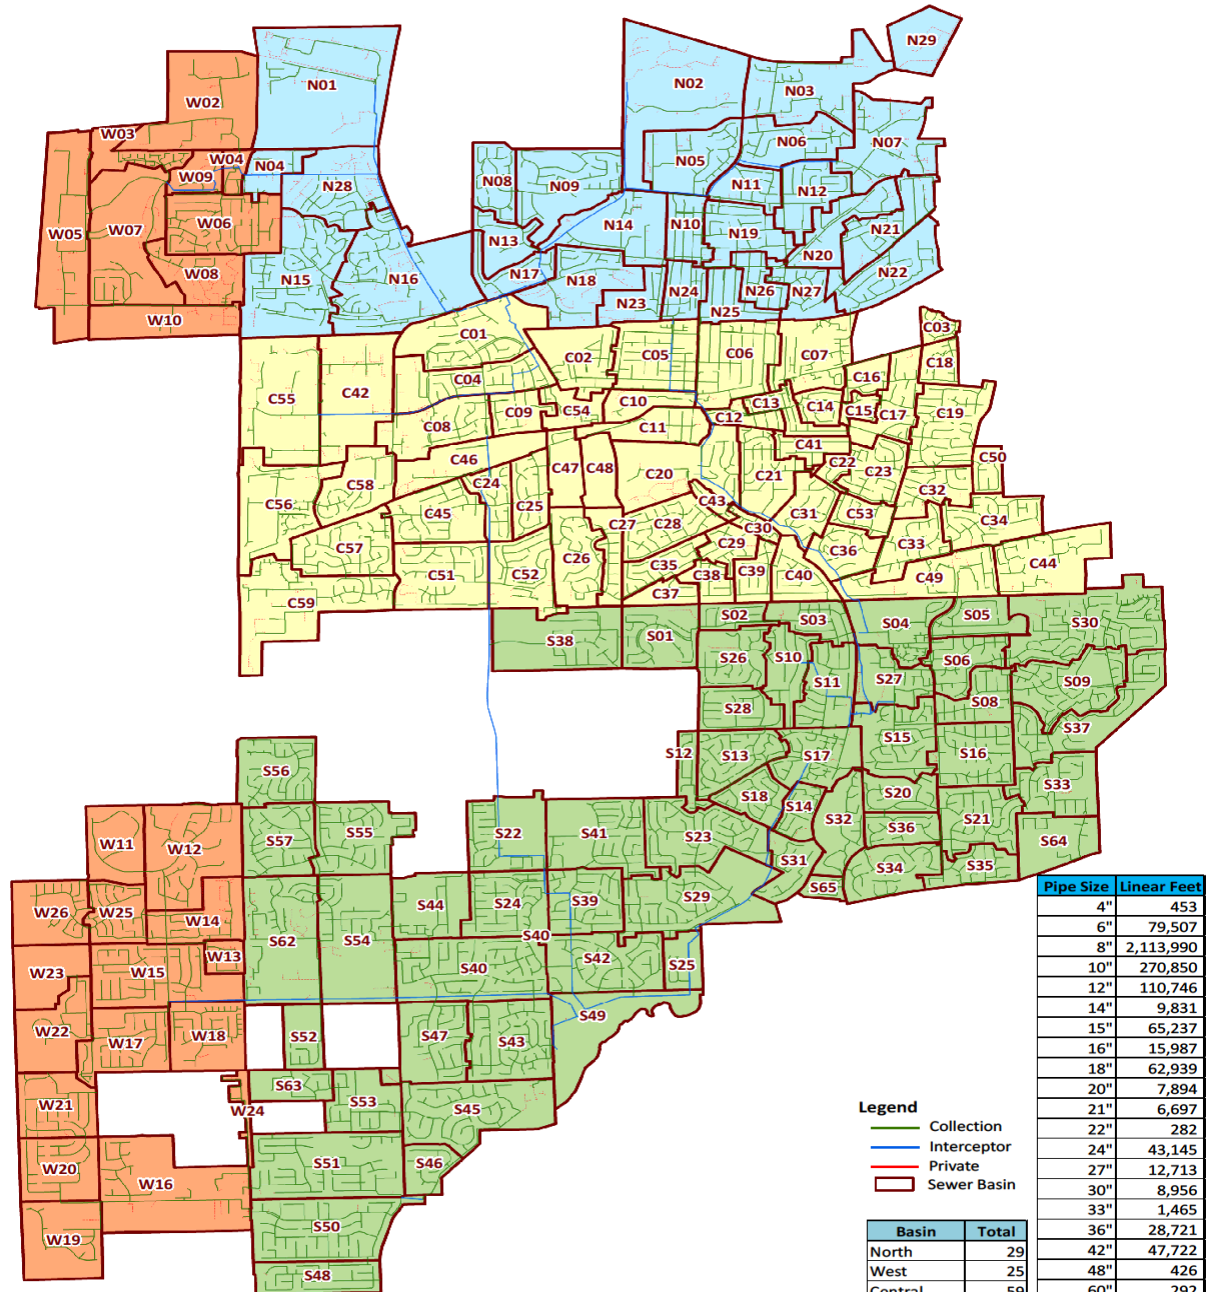 N29
N01
N02
N03
W02
W03
N06
N07
W04
N04
N05
W09
N28
N08
N09
N11
N12
W05
W07
W06
N14
N10
N19
N21
N13
N20
W08
N15
N16
N17
N18
N22
N23
N24
N26
N27
N25
W10
C01
C03
C02
C05
C06
C07
C18
C04
C16
C55
C42
C10
C13
C14
C15
C17
C19
C08
C09
C54
C12
C11
C41
C46
C22
C50
C47
C48
C20
C21
C23
C58
C24
C32
C56
C25
C43
C45
C27
C28
C30
C31
C53
C34
C57
C29
C36
C33
C26
C35
C44
C51
C52
C38
C39
C40
C49
C59
C37
S02
S03
S04
S05
S30
S38
S01
S26
S10
S06
S11
S27
S09
S28
S08
S37
S12
S13
S17
S15
S16
S56
S18
S14
S20
S33
W11
W12
S57
S55
S22
S41
S23
S32
S36
S21
S64
S31
S34
S35
S65
W26
W25
W14
S44
S24
S39
S29
S62
S54
S40
W13
W23
W15
S40
S42
S25
W22
W17
W18
S52
S47
S43
S49
S63
W21
W24
S53
S45
W20
W16
S51
S46
W19
S50
S48
Pipe Size Linear Feet
4" 453
6" 79,507
8" 2,113,990
10" 270,850
12" 110,746
14" 9,831
15" 65,237
16" 15,987
18" 62,939
20" 7,894
21" 6,697
22" 282
24" 43,145
27" 12,713
30" 8,956
33" 1,465
36" 28,721
42" 47,722
48" 426
60" 292
Legend
Collection
Interceptor
Private
Sewer Basin
Basin Total
North 29
West 25
Central 59